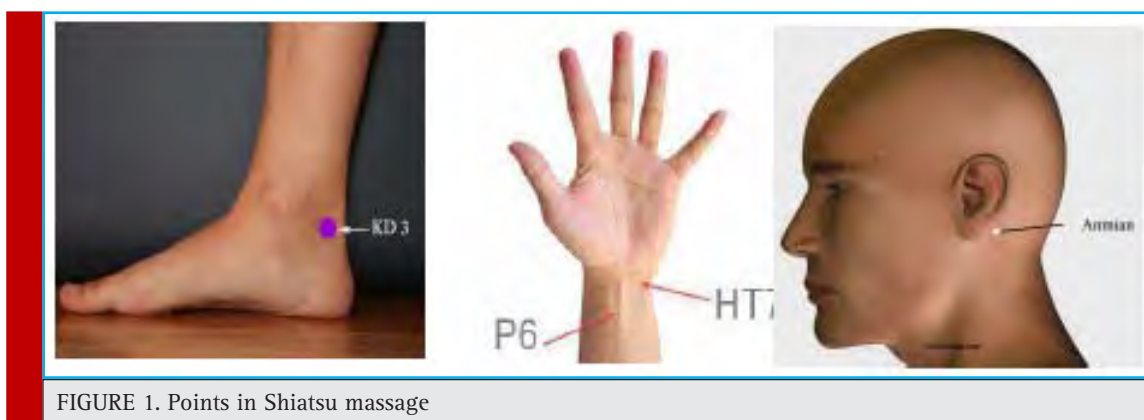 KD 3
P6
HT7
Anmian
FIGURE 1. Points in Shiatsu massage